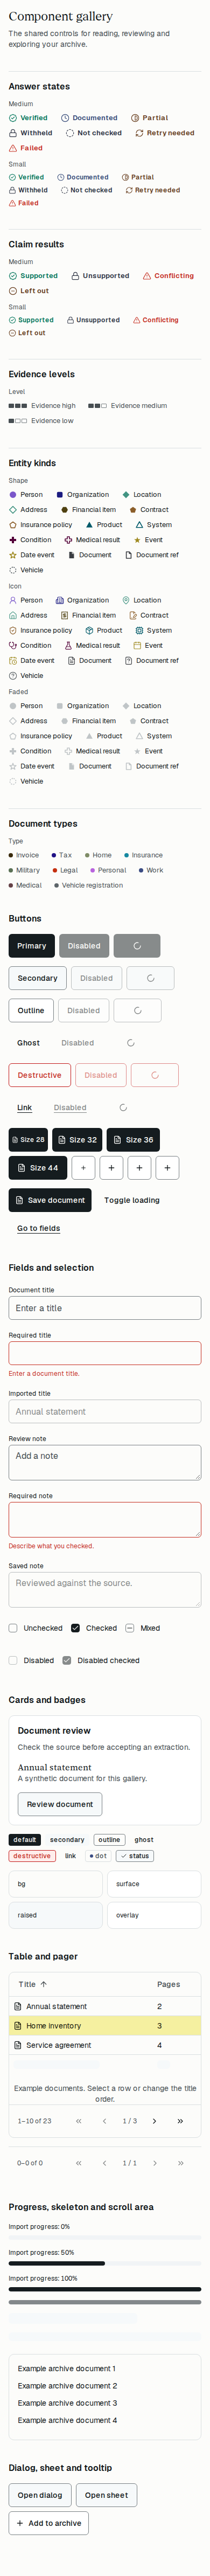 Component gallery
The shared controls for reading, reviewing and
exploring your archive.
Answer states
Medium
Verified Documented Partial
Withheld Not checked Retry needed
Failed
Small
Verified Documented Partial
Withheld Not checked Retry needed
Failed
Claim results
Medium
Supported Unsupported Conflicting
Left out
Small
Supported Unsupported Conflicting
Left out
Evidence levels
Level
Evidence high Evidence medium
Evidence low
Entity kinds
Shape
Person Organization Location
Address Financial item Contract
Insurance policy Product System
Condition Medical result Event
Date event Document Document ref
Vehicle
Icon
Person Organization Location
Address Financial item Contract
Insurance policy Product System
Condition Medical result Event
Date event Document Document ref
Vehicle
Faded
Person Organization Location
Address Financial item Contract
Insurance policy Product System
Condition Medical result Event
Date event Document Document ref
Vehicle
Document types
Type
Invoice Tax Home Insurance
Military Legal Personal Work
Medical Vehicle registration
Buttons
Primary Disabled
Secondary Disabled
Outline Disabled
Ghost Disabled
Destructive Disabled
Link Disabled
Size 28 Size 32 Size 36
Size 44
Save document Toggle loading
Go to fields
Fields and selection
Document title
Enter a title
Required title
Enter a document title.
Imported title
Annual statement
Review note
Add a note
Required note
Describe what you checked.
Saved note
Reviewed against the source.
Unchecked Checked Mixed
Disabled Disabled checked
Cards and badges
Document review
Check the source before accepting an extraction.
Annual statement
A synthetic document for this gallery.
Review document
default secondary outline ghost
destructive link dot status
bg surface
raised overlay
Table and pager
Title Pages
Annual statement 2
Home inventory 3
Service agreement 4
Example documents. Select a row or change the title
order.
1–10 of 23 1 / 3
0–0 of 0 1 / 1
Progress, skeleton and scroll area
Import progress: 0%
Import progress: 50%
Import progress: 100%
Example archive document 1
Example archive document 2
Example archive document 3
Example archive document 4
Dialog, sheet and tooltip
Open dialog Open sheet
Add to archive